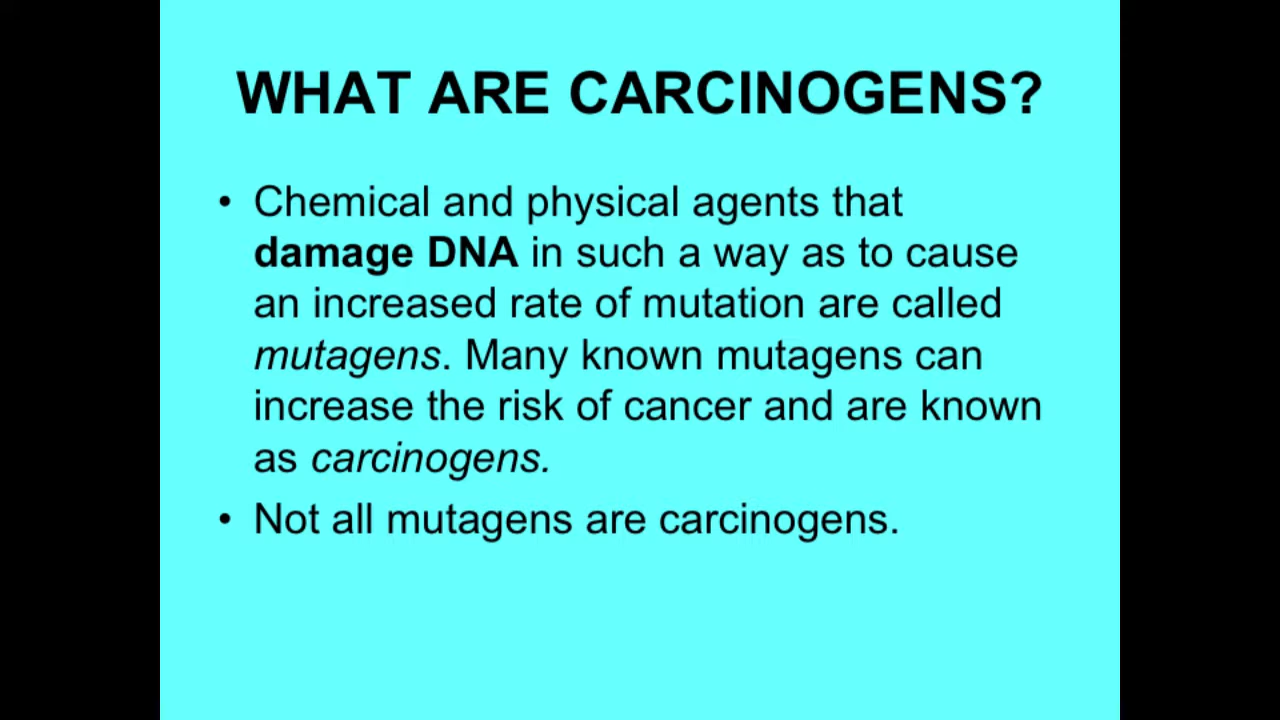 WHAT ARE CARCINOGENS?
• Chemical and physical agents that
damage DNA in such a way as to cause
an increased rate of mutation are called
mutagens. Many known mutagens can
increase the risk of cancer and are known
as carcinogens.
• Not all mutagens are carcinogens.